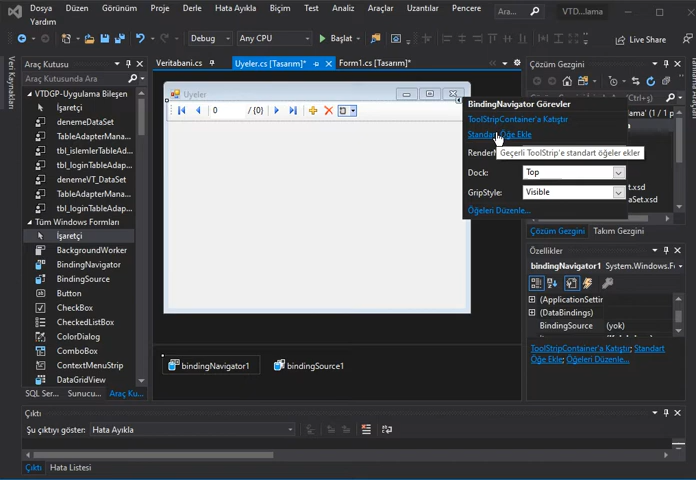 Dosya Düzen Görünüm Proje Derle Hata Ayıkla Biçim Test Analiz Araçlar Uzantılar Pencere Ara... VTD...lama
Yardım
Debug Any CPU Başlat Live Share
Veri Kaynakları
Araç Kutusu
Araç Kutusunda Ara
VTDGP-Uygulama Bileşen
İşaretçi
denemeDataSet
TableAdapterMana...
tbl_islemlerTableAd...
tbl_loginTableAdap...
denemeVT_DataSet
TableAdapterMana...
tbl_loginTableAdap...
Tüm Windows Formları
İşaretçi
BackgroundWorker
BindingNavigator
BindingSource
Button
CheckBox
CheckedListBox
ColorDialog
ComboBox
ContextMenuStrip
DataGridView
SQL Ser... Sunucu... Araç Ku...
Veritabani.cs Uyeler.cs [Tasarım]* Form1.cs [Tasarım]*
Uyeler
0 / {0}
BindingNavigator Görevler
ToolStripContainer'a Katıştır
Standart Öğe Ekle
Geçerli ToolStrip'e standart öğeler ekler
Dock: Top
GripStyle: Visible
Öğeleri Düzenle...
bindingNavigator1 bindingSource1
Çözüm Gezgini
Çözüm Gezgini Takım Gezgini
Özellikler
bindingNavigator1 System.Windows.F
(ApplicationSettir
(DataBindings)
BindingSource (yok)
ToolStripContainer'a Katıştır; Standart
Öğe Ekle; Öğeleri Düzenle...
Çıktı
Şu çıktıyı göster: Hata Ayıkla
Çıktı Hata Listesi